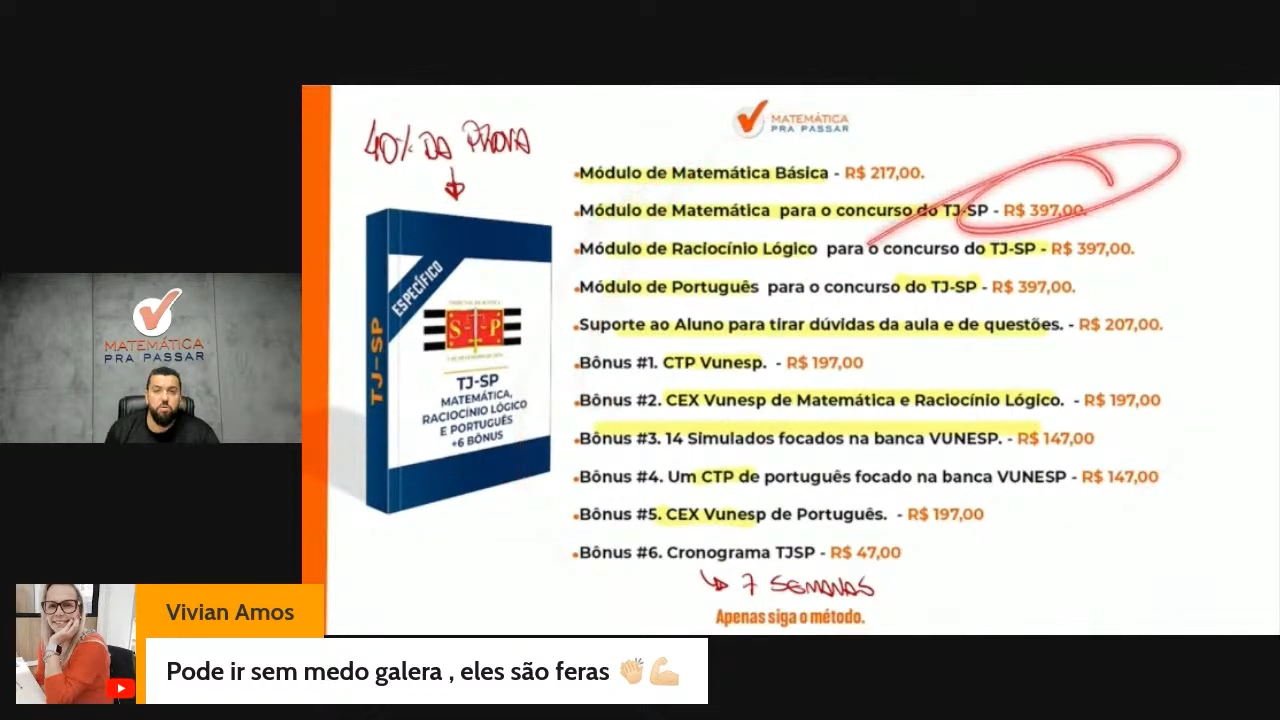 40% DA PROVA
MATEMÁTICA
PRA PASSAR
•Módulo de Matemática Básica - R$ 217,00.
•Módulo de Matemática para o concurso do TJ-SP - R$ 397,00.
•Módulo de Raciocínio Lógico para o concurso do TJ-SP - R$ 397,00.
•Módulo de Português para o concurso do TJ-SP - R$ 397,00.
•Suporte ao Aluno para tirar dúvidas da aula e de questões. - R$ 207,00.
•Bônus #1. CTP Vunesp. - R$ 197,00
•Bônus #2. CEX Vunesp de Matemática e Raciocínio Lógico. - R$ 197,00
•Bônus #3. 14 Simulados focados na banca VUNESP. - R$ 147,00
•Bônus #4. Um CTP de português focado na banca VUNESP - R$ 147,00
•Bônus #5. CEX Vunesp de Português. - R$ 197,00
•Bônus #6. Cronograma TJSP - R$ 47,00
7 SEMANAS
Apenas siga o método.
ESPECÍFICO
TJ-SP
TRIBUNAL DE JUSTIÇA
S P
TJ-SP
MATEMÁTICA,
RACIOCÍNIO LÓGICO
E PORTUGUÊS
+6 BÔNUS
MATEMÁTICA
PRA PASSAR
Vivian Amos
Pode ir sem medo galera , eles são feras 👏🏻💪🏻